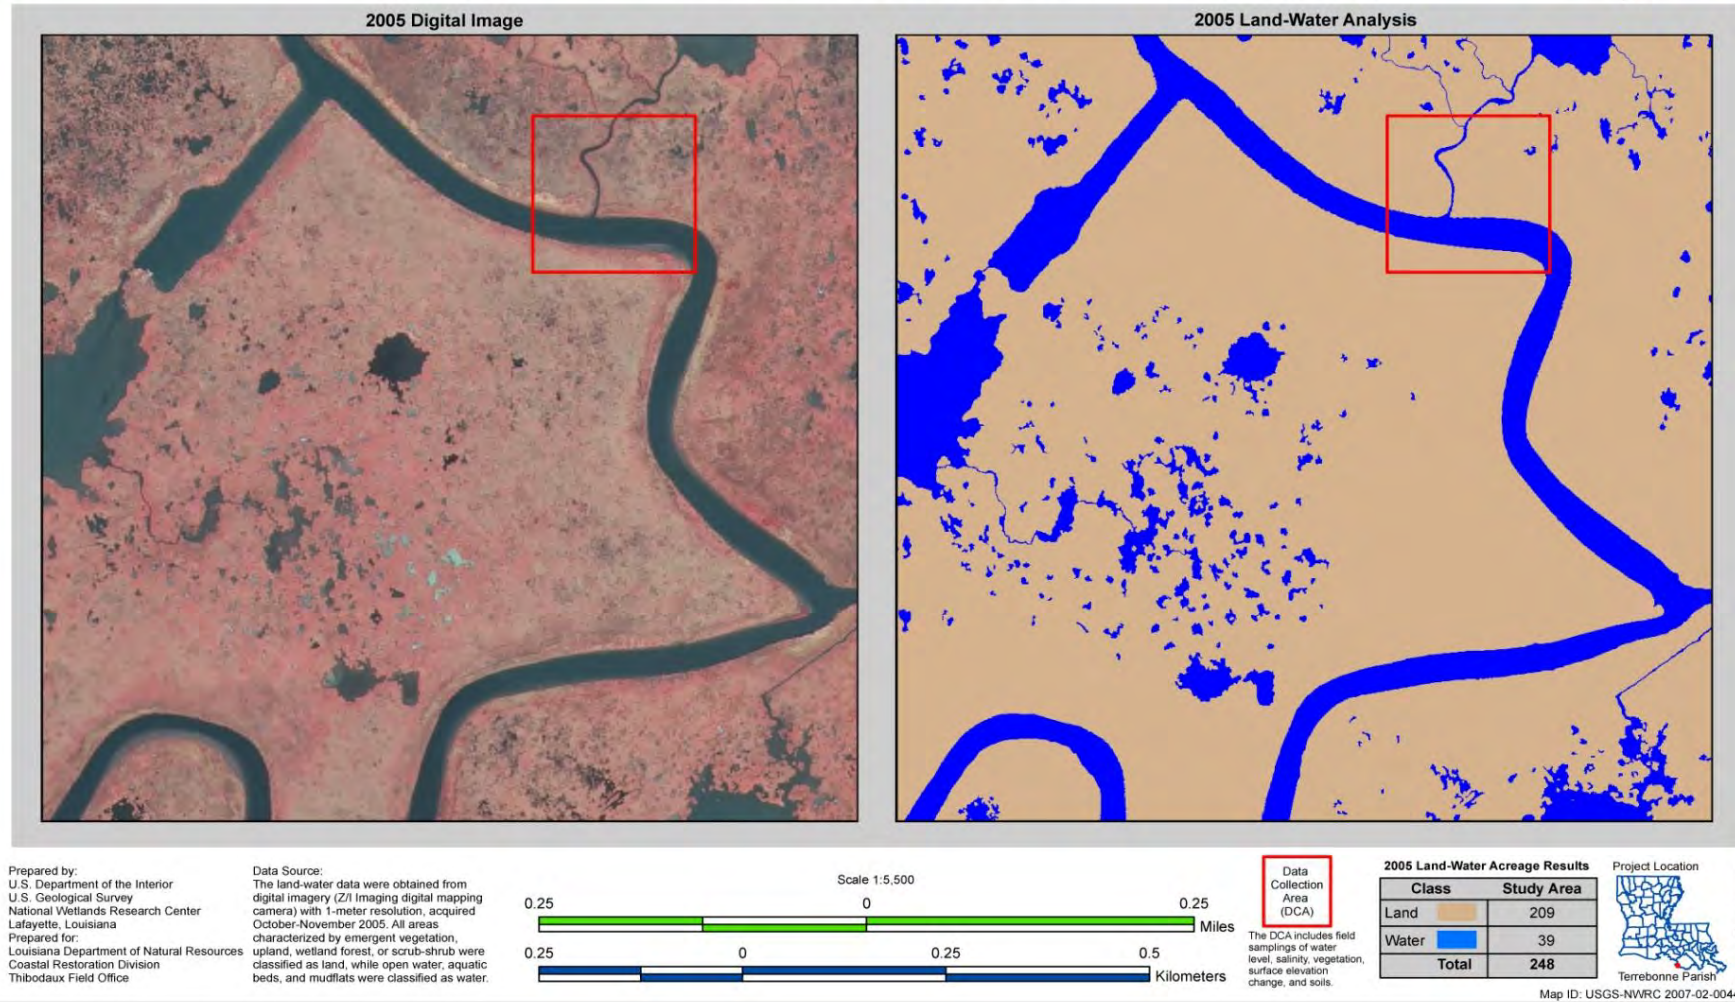 2005 Digital Image
2005 Land-Water Analysis
Prepared by:
U.S. Department of the Interior
U.S. Geological Survey
National Wetlands Research Center
Lafayette, Louisiana
Prepared for:
Louisiana Department of Natural Resources
Coastal Restoration Division
Thibodaux Field Office
Data Source:
The land-water data were obtained from
digital imagery (Z/I Imaging digital mapping
camera) with 1-meter resolution, acquired
October-November 2005. All areas
characterized by emergent vegetation,
upland, wetland forest, or scrub-shrub were
classified as land, while open water, aquatic
beds, and mudflats were classified as water.
Scale 1:5,500
0.25 0 0.25
Miles
0.25 0 0.25 0.5
Kilometers
Data
Collection
Area
(DCA)
The DCA includes field
samplings of water
level, salinity, vegetation,
surface elevation
change, and soils.
2005 Land-Water Acreage Results
Class Study Area
Land 209
Water 39
Total 248
Project Location
Terrebonne Parish
Map ID: USGS-NWRC 2007-02-004